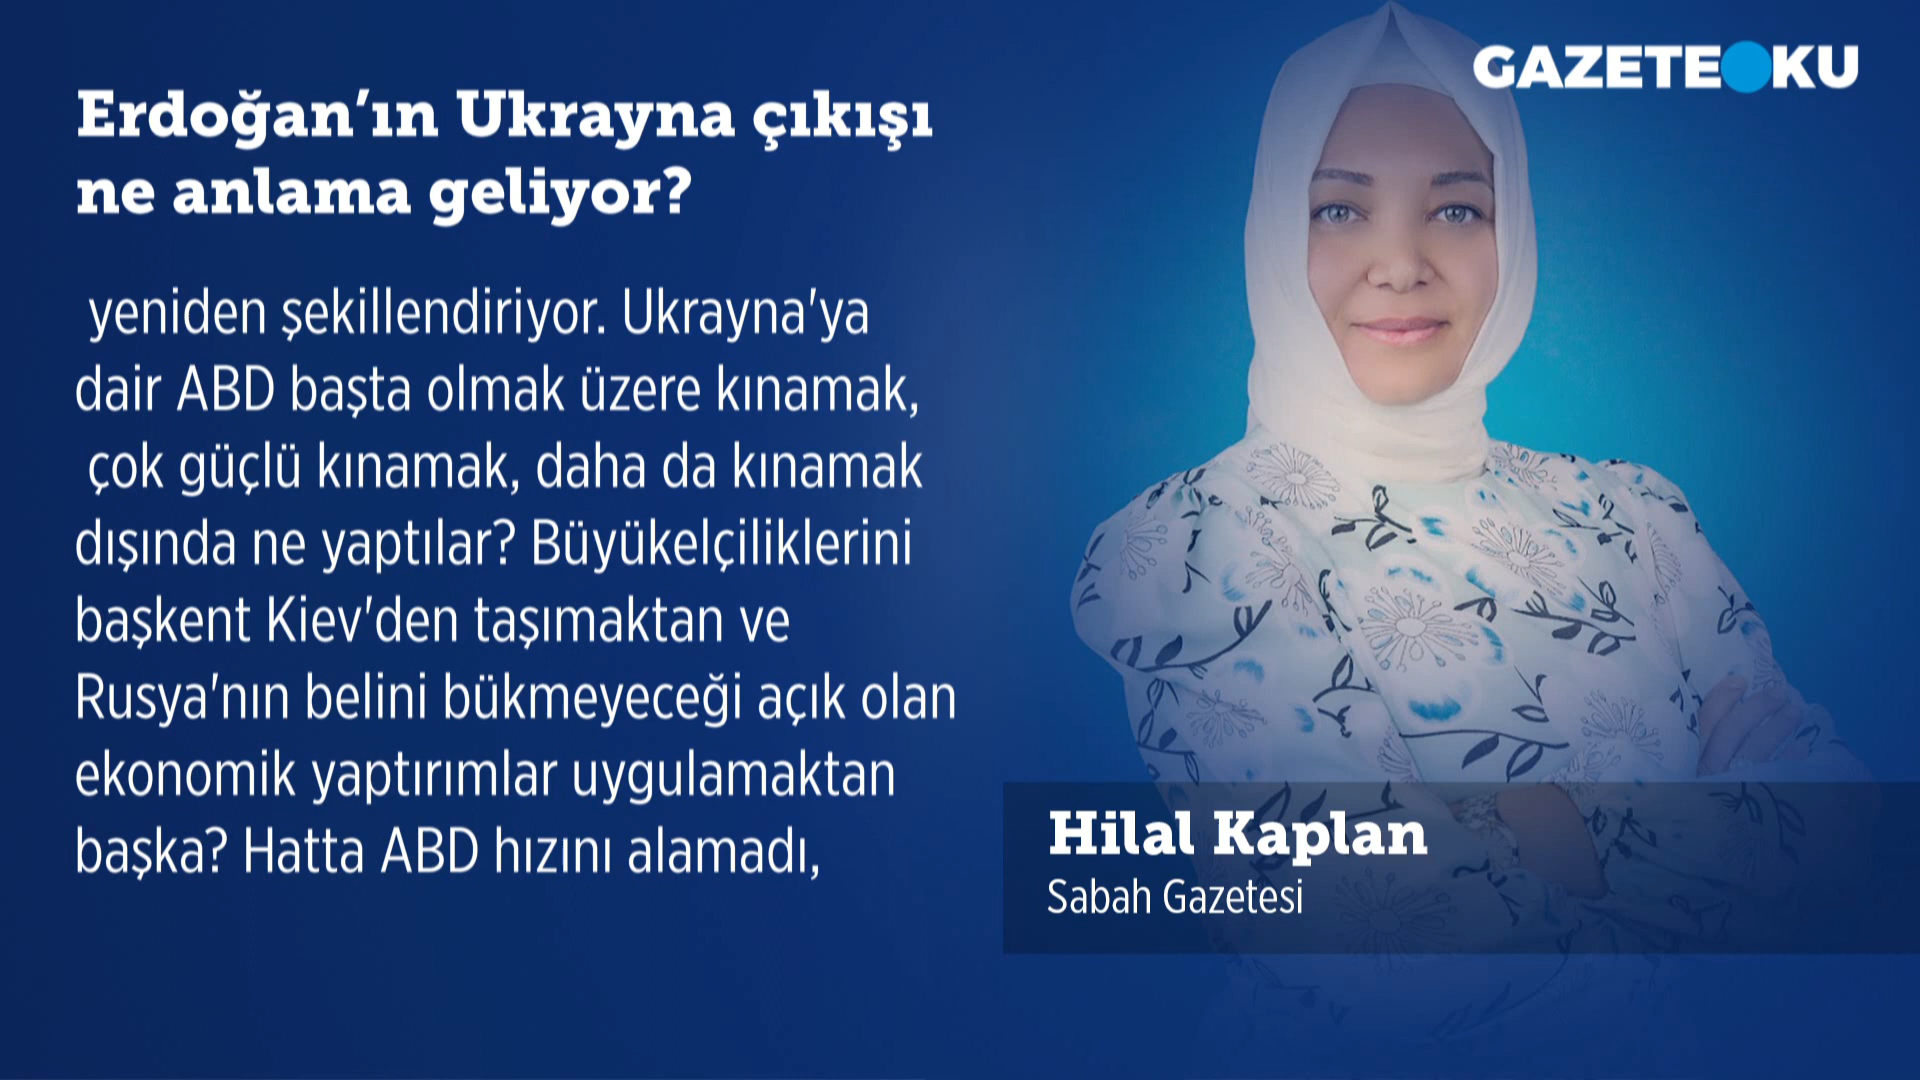 GAZETEOKU
Erdoğan’ın Ukrayna çıkışı
ne anlama geliyor?
yeniden şekillendiriyor. Ukrayna'ya
dair ABD başta olmak üzere kınamak,
çok güçlü kınamak, daha da kınamak
dışında ne yaptılar? Büyükelçiliklerini
başkent Kiev'den taşımaktan ve
Rusya'nın belini bükmeyeceği açık olan
ekonomik yaptırımlar uygulamaktan
başka? Hatta ABD hızını alamadı,
Hilal Kaplan
Sabah Gazetesi